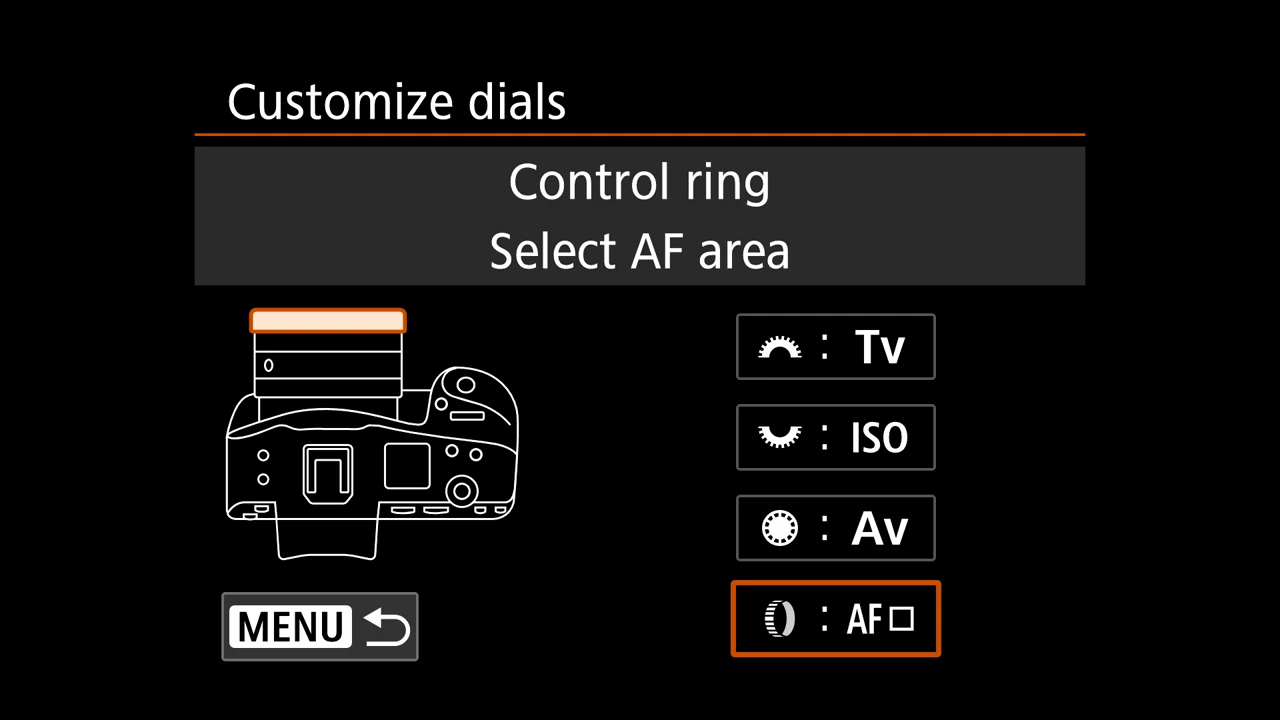 Customize dials
Control ring
Select AF area
: Tv
: ISO
: Av
: AF
MENU